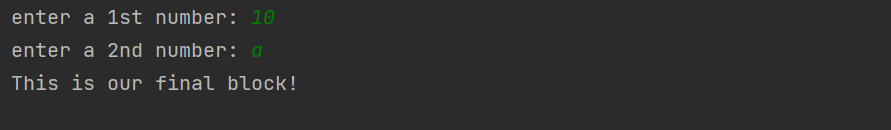 enter a 1st number: 10
enter a 2nd number: a
This is our final block!